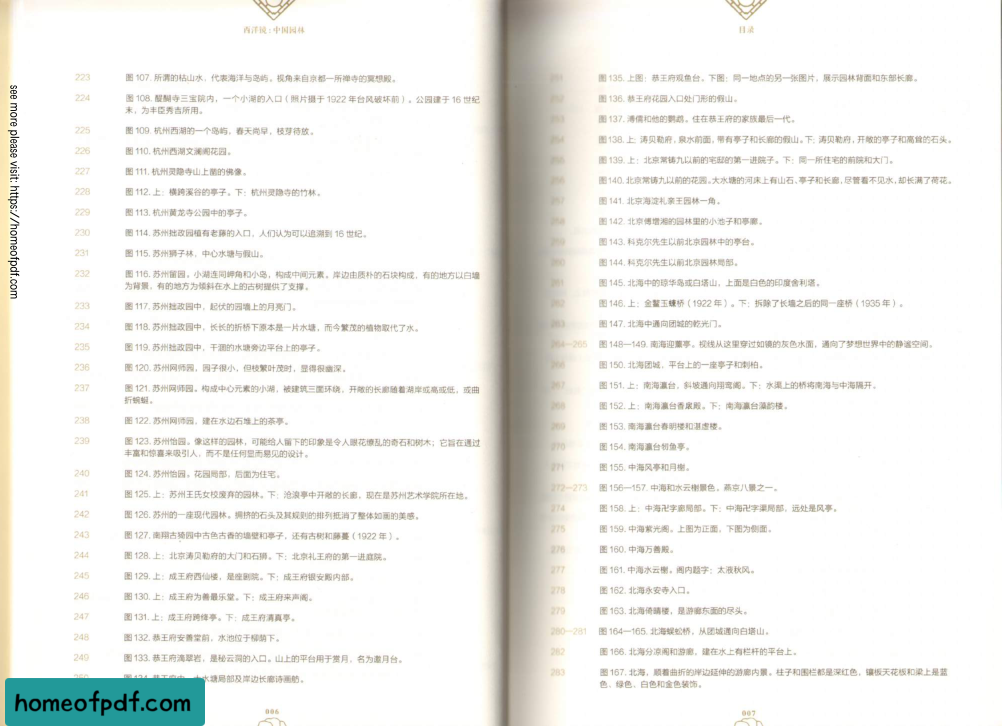 西洋镜：中国园林
223 图 107. 所谓的枯山水，代表海洋与岛屿。视角来自京都一所禅寺的冥想殿。
224 图 108. 醍醐寺三宝院内，一个小湖的入口（照片摄于 1922 年台风破坏前）。公园建于 16 世纪
末，为丰臣秀吉所用。
225 图 109. 杭州西湖的一个岛屿，春天尚早，枝芽待放。
226 图 110. 杭州西湖文澜阁花园。
227 图 111. 杭州灵隐寺山上凿的佛像。
228 图 112. 上：横跨溪谷的亭子。下：杭州灵隐寺的竹林。
229 图 113. 杭州黄龙寺公园中的亭子。
230 图 114. 苏州拙政园植有老藤的入口，人们认为可以追溯到 16 世纪。
231 图 115. 苏州狮子林，中心水塘与假山。
232 图 116. 苏州留园。小湖连同岬角和小岛，构成中间元素。岸边由质朴的石块构成，有的地方以白墙
为背景，有的地方为倾斜在水上的古树提供了支撑。
233 图 117. 苏州拙政园中，起伏的园墙上的月亮门。
234 图 118. 苏州拙政园中，长长的折桥下原本是一片水塘，而今繁茂的植物取代了水。
235 图 119. 苏州拙政园中，干涸的水塘旁边平台上的亭子。
236 图 120. 苏州网师园，园子很小，但枝繁叶茂时，显得很幽深。
237 图 121. 苏州网师园。构成中心元素的小湖，被建筑三面环绕，开敞的长廊随着湖岸或高或低，或曲
折蜿蜒。
238 图 122. 苏州网师园，建在水边石堆上的茶亭。
239 图 123. 苏州怡园。像这样的园林，可能给人留下的印象是令人眼花缭乱的奇石和树木；它旨在通过
丰富和惊喜来吸引人，而不是任何显而易见的设计。
240 图 124. 苏州怡园。花园局部，后面为住宅。
241 图 125. 上：苏州王氏女校废弃的园林。下：沧浪亭中开敞的长廊，现在是苏州艺术学院所在地。
242 图 126. 苏州的一座现代园林。拥挤的石头及其规则的排列抵消了整体如画的美感。
243 图 127. 南翔古猗园中古色古香的墙壁和亭子，还有古树和藤蔓（1922 年）。
244 图 128. 上：北京涛贝勒府的大门和石狮。下：北京礼王府的第一进庭院。
245 图 129. 上：成王府西仙楼，是座剧院。下：成王府银安殿内部。
246 图 130. 上：成王府为善最乐堂。下：成王府来声阁。
247 图 131. 上：成王府跨绛亭。下：成王府清真亭。
248 图 132. 恭王府安善堂前，水池位于柳荫下。
249 图 133. 恭王府滴翠岩，是秘云洞的入口。山上的平台用于赏月，名为邀月台。
水塘局部及岸边长廊诗画舫。
006
目录
251 图 135. 上图：恭王府观鱼台。下图：同一地点的另一张图片，展示园林背面和东部长廊。
252 图 136. 恭王府花园入口处门形的假山。
253 图 137. 溥儒和他的鹦鹉。住在恭王府的家族最后一代。
254 图 138. 上：涛贝勒府，泉水前面，带有亭子和长廊的假山。下：涛贝勒府，开敞的亭子和高耸的石头。
255 图 139. 上：北京常铸九以前的宅邸的第一进院子。下：同一所住宅的前院和大门。
256 图 140. 北京常铸九以前的花园。大水塘的河床上有山石、亭子和长廊，尽管看不见水，却长满了荷花。
257 图 141. 北京海淀礼亲王园林一角。
258 图 142. 北京傅增湘的园林里的小池子和亭廊。
259 图 143. 科克尔先生以前北京园林中的亭台。
260 图 144. 科克尔先生以前北京园林局部。
261 图 145. 北海中的琼华岛或白塔山，上面是白色的印度舍利塔。
262 图 146. 上：金鳌玉蝀桥（1922 年）。下：拆除了长墙之后的同一座桥（1935 年）。
263 图 147. 北海中通向团城的乾光门。
264—265 图 148—149. 南海迎薰亭。视线从这里穿过如镜的灰色水面，通向了梦想世界中的静谧空间。
266 图 150. 北海团城，平台上的一座亭子和刺柏。
267 图 151. 上：南海瀛台，斜坡通向翔鸾阁。下：水渠上的桥将南海与中海隔开。
268 图 152. 上：南海瀛台香扆殿。下：南海瀛台藻韵楼。
269 图 153. 南海瀛台春明楼和湛虚楼。
270 图 154. 南海瀛台牣鱼亭。
271 图 155. 中海风亭和月榭。
272—273 图 156—157. 中海和水云榭景色，燕京八景之一。
274 图 158. 上：中海卍字廊局部。下：中海卍字渠局部，远处是风亭。
275 图 159. 中海紫光阁。上图为正面，下图为侧面。
276 图 160. 中海万善殿。
277 图 161. 中海水云榭。阁内题字：太液秋风。
278 图 162. 北海永安寺入口。
279 图 163. 北海倚晴楼，是游廊东面的尽头。
280—281 图 164—165. 北海蜈蚣桥，从团城通向白塔山。
282 图 166. 北海分凉阁和游廊，建在水上有栏杆的平台上。
283 图 167. 北海，顺着曲折的岸边延伸的游廊内景。柱子和围栏都是深红色，镶板天花板和梁上是蓝
色、绿色、白色和金色装饰。
007
see more please visit: https://homeofpdf.com
homeofpdf.com